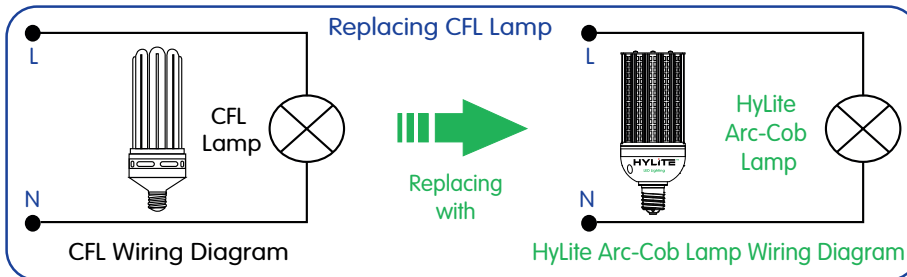 Replacing CFL Lamp
L
CFL
Lamp
N
CFL Wiring Diagram
Replacing
with
L
HyLite
Arc-Cob
Lamp
HYLITE
LED Lighting
N
HyLite Arc-Cob Lamp Wiring Diagram